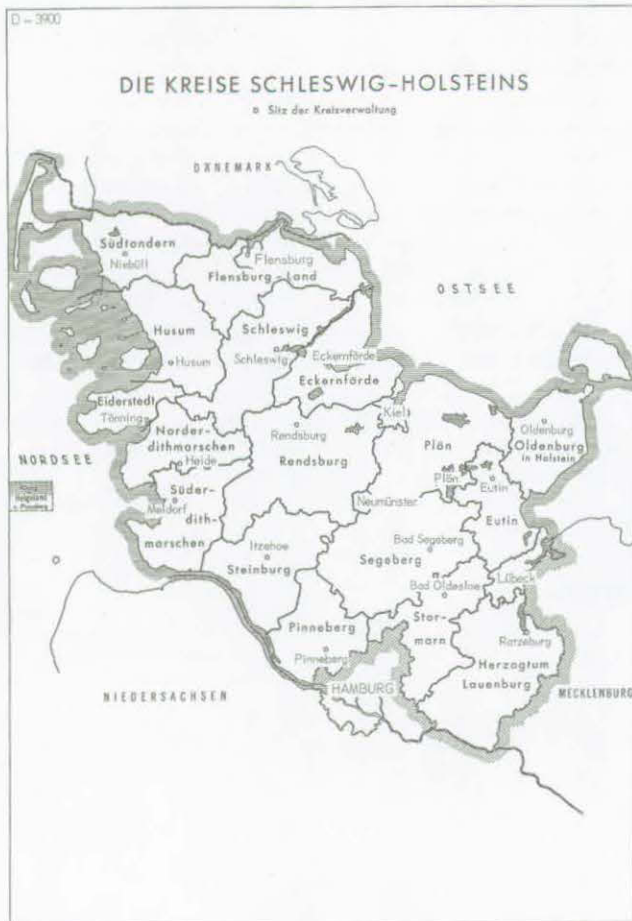 D – 3900
DIE KREISE SCHLESWIG-HOLSTEINS
Sitz der Kreisverwaltung
DÄNEMARK
Südtondern
Niebüll
Flensburg
Flensburg – Land
OSTSEE
Husum
Schleswig
Husum
Schleswig
Eckernförde
Eckernförde
Eiderstedt
Tönning
Kiel
Norder-
dithmarschen
Rendsburg
Rendsburg
Plön
Oldenburg
Oldenburg
in Holstein
NORDSEE
Heide
Plön
Eutin
Süder-
Meldorf
dith-
marschen
Neumünster
Eutin
Itzehoe
Steinburg
Bad Segeberg
Segeberg
Bad Oldesloe
Lübeck
Pinneberg
Pinneberg
Stor-
marn
Ratzeburg
Herzogtum
Lauenburg
HAMBURG
NIEDERSACHSEN
MECKLENBURG